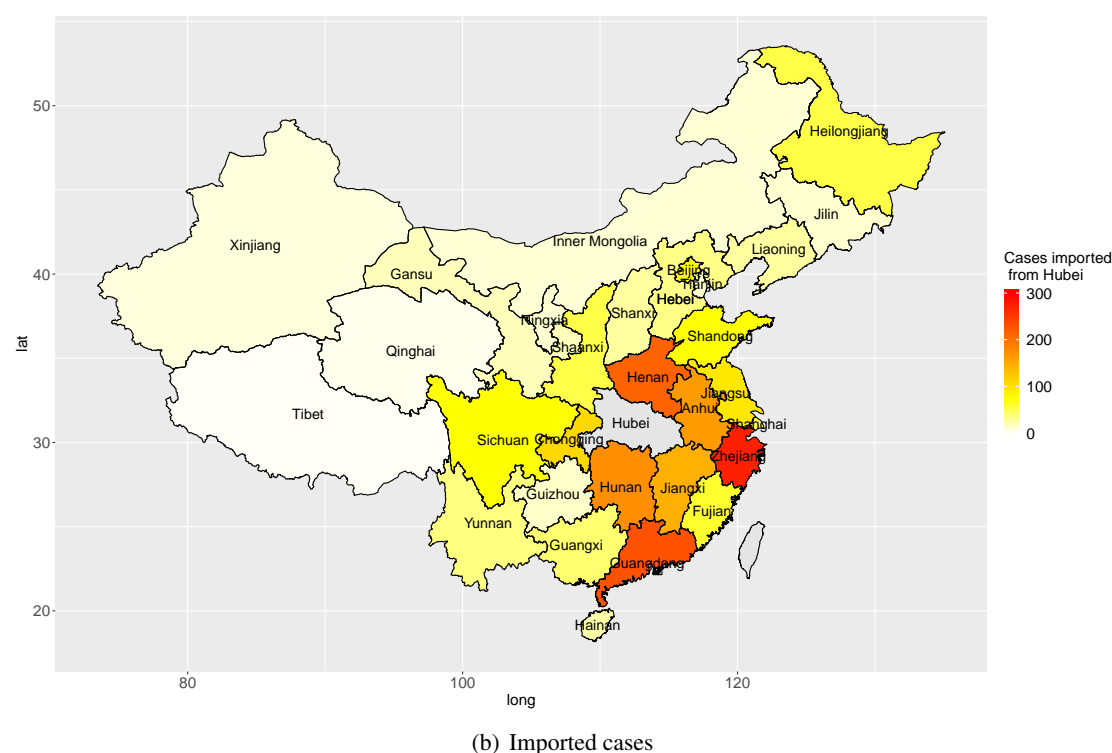 50
40
30
20
80
100
120
lat
long
Heilongjiang
Jilin
Xinjiang
Inner Mongolia
Liaoning
Gansu
Beijing
Tianjin
Hebei
Ningxia
Shanxi
Shaanxi
Shandong
Qinghai
Henan
Jiangsu
Anhui
Tibet
Hubei
Shanghai
Sichuan
Chongqing
Zhejiang
Guizhou
Hunan
Jiangxi
Yunnan
Fujian
Guangxi
Guangdong
Hainan
Cases imported
from Hubei
300
200
100
0
(b) Imported cases